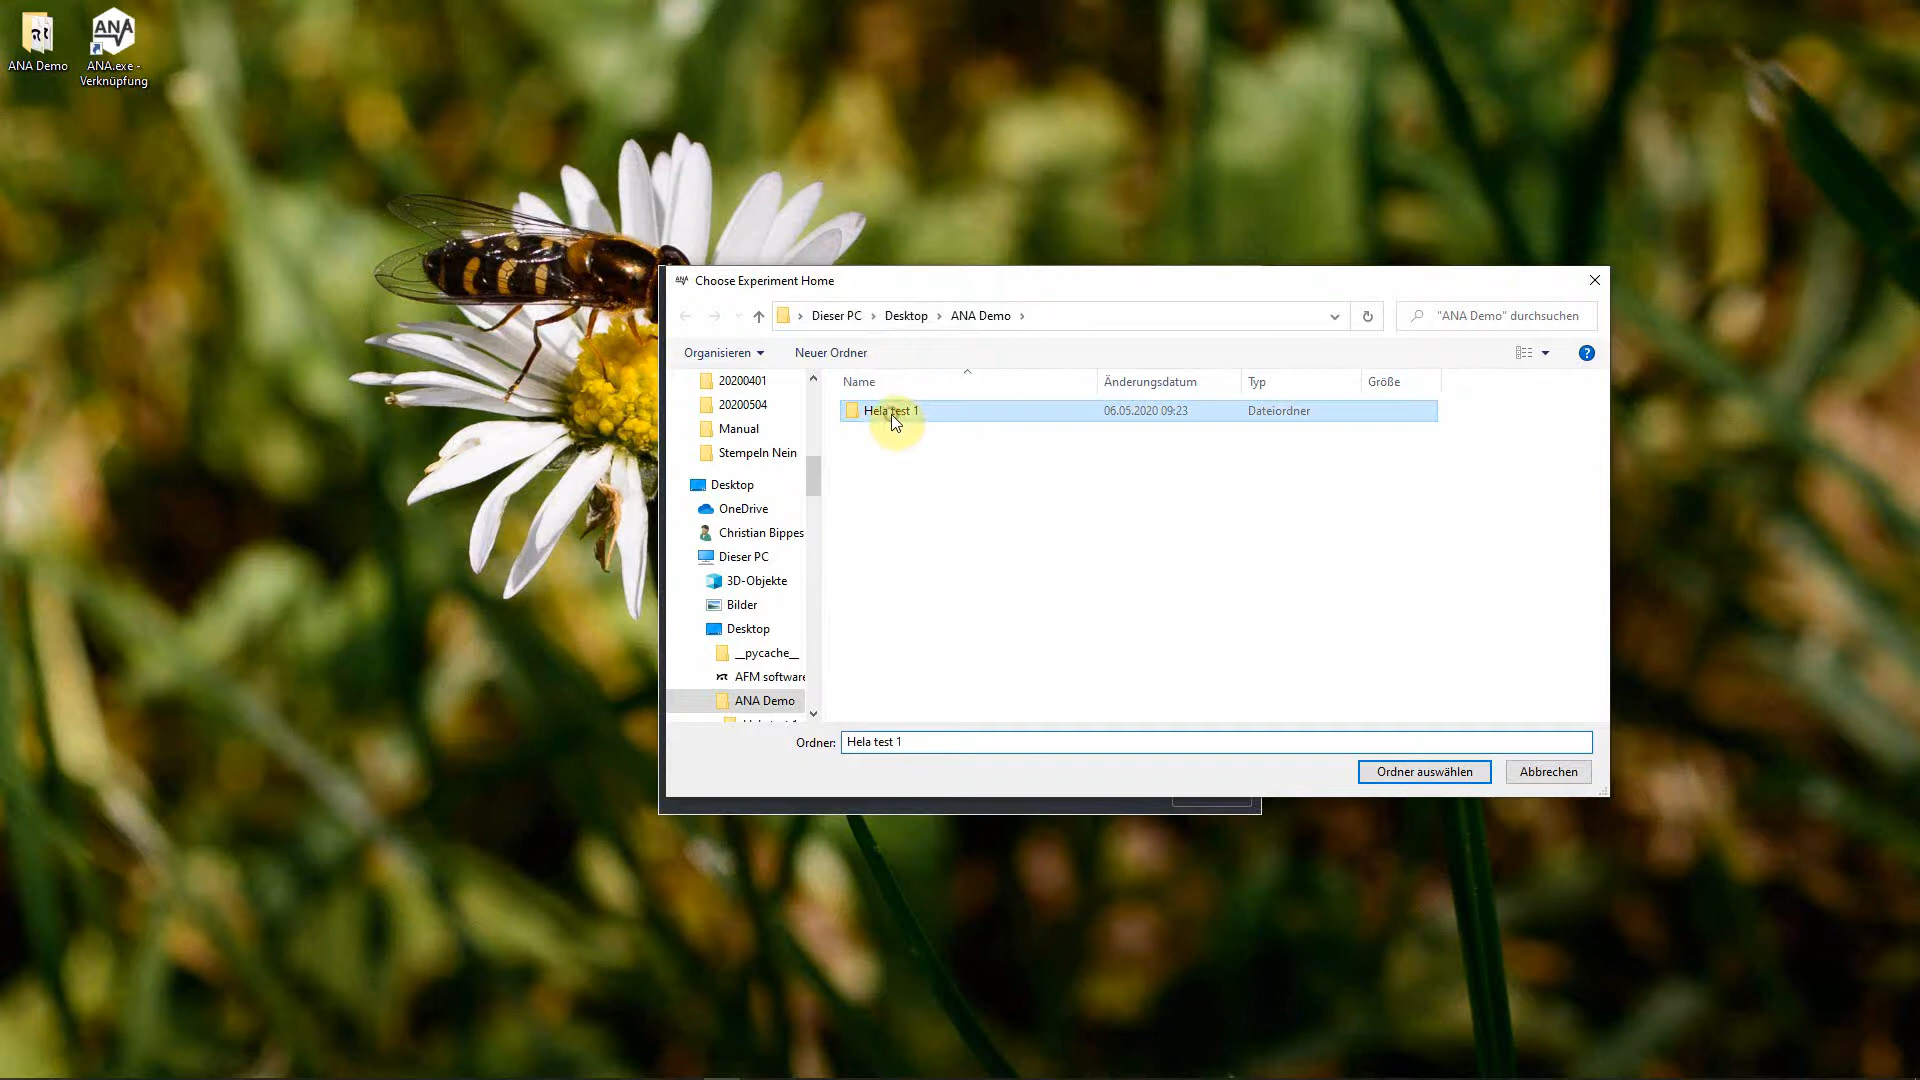 ANA
ANA Demo
ANA.exe -
Verknüpfung
Choose Experiment Home
Dieser PC
Desktop
ANA Demo
"ANA Demo" durchsuchen
Organisieren
Neuer Ordner
Name
Änderungsdatum
Typ
Größe
Hela test 1
06.05.2020 09:23
Dateiordner
20200401
20200504
Manual
Stempeln Nein
Desktop
OneDrive
Christian Bippes
Dieser PC
3D-Objekte
Bilder
Desktop
__pycache__
AFM software
ANA Demo
Ordner:
Hela test 1
Ordner auswählen
Abbrechen